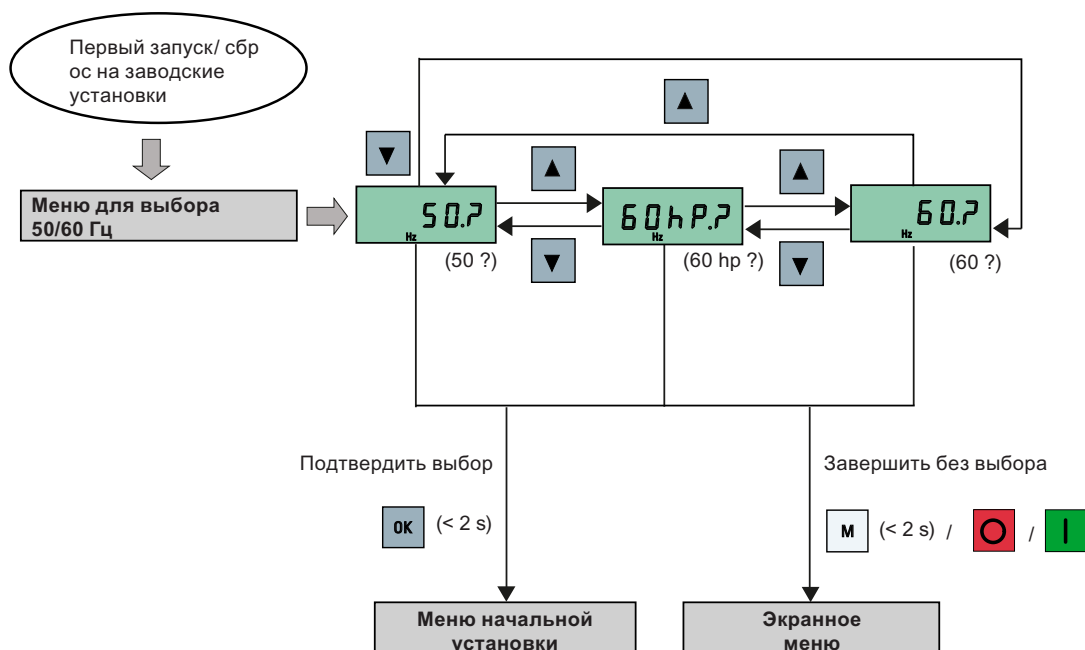 Первый запуск/ сбр
ос на заводские
установки
Меню для выбора
50/60 Гц
50.?
Hz
(50 ?)
60hP.?
Hz
(60 hp ?)
60.?
Hz
(60 ?)
Подтвердить выбор
OK (< 2 s)
Завершить без выбора
M (< 2 s) / /
Меню начальной
установки
Экранное
меню